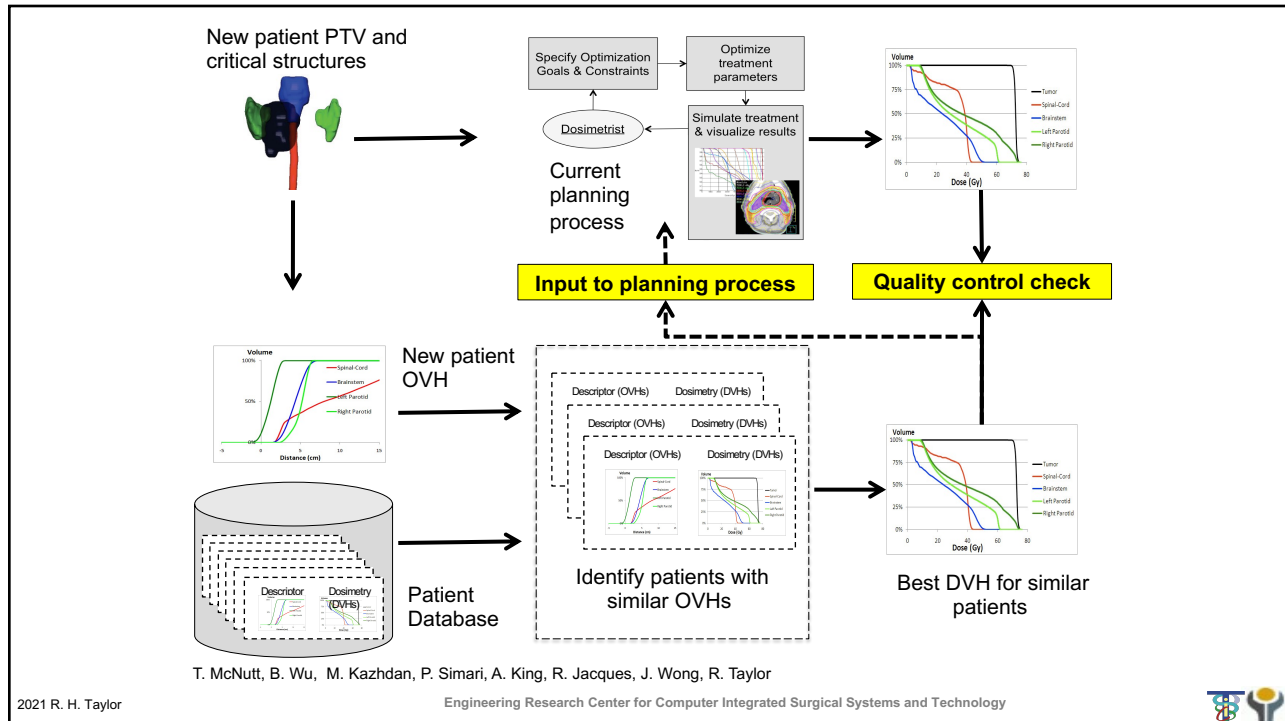 New patient PTV and
critical structures
Specify Optimization
Goals & Constraints
Optimize
treatment
parameters
Dosimetrist
Simulate treatment
& visualize results
Current
planning
process
Volume
100%
75%
50%
25%
0%
0 20 40 60 80
Dose (Gy)
Tumor
Spinal-Cord
Brainstem
Left Parotid
Right Parotid
Input to planning process
Quality control check
Volume
100%
50%
0%
-5 0 5 10 15
Distance (cm)
Spinal-Cord
Brainstem
Left Parotid
Right Parotid
New patient
OVH
Descriptor (OVHs) Dosimetry (DVHs)
Descriptor (OVHs) Dosimetry (DVHs)
Descriptor (OVHs) Dosimetry (DVHs)
Identify patients with
similar OVHs
Volume
100%
75%
50%
25%
0%
0 20 40 60 80
Dose (Gy)
Tumor
Spinal-Cord
Brainstem
Left Parotid
Right Parotid
Best DVH for similar
patients
Descriptor Dosimetry
(DVHs)
Patient
Database
T. McNutt, B. Wu, M. Kazhdan, P. Simari, A. King, R. Jacques, J. Wong, R. Taylor
2021 R. H. Taylor
Engineering Research Center for Computer Integrated Surgical Systems and Technology